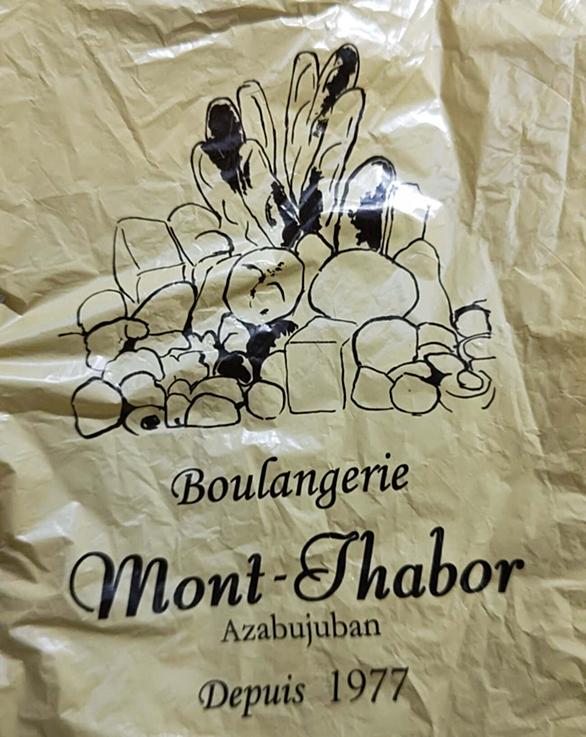 Boulangerie
Mont-Thabor
Azabujuban
Depuis 1977